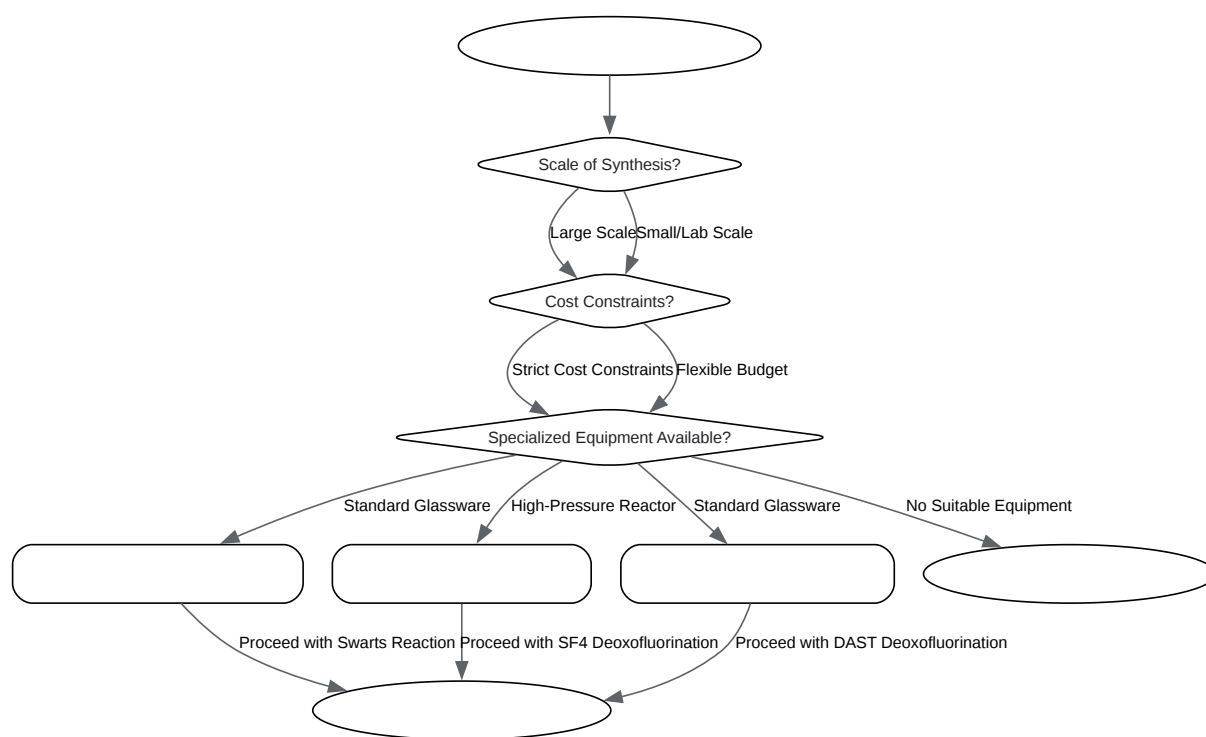 Scale of Synthesis?
Large Scale
Small/Lab Scale
Cost Constraints?
Strict Cost Constraints
Flexible Budget
Specialized Equipment Available?
Standard Glassware
High-Pressure Reactor
Standard Glassware
No Suitable Equipment
Proceed with Swarts Reaction
Proceed with SF4 Deoxofluorination
Proceed with DAST Deoxofluorination